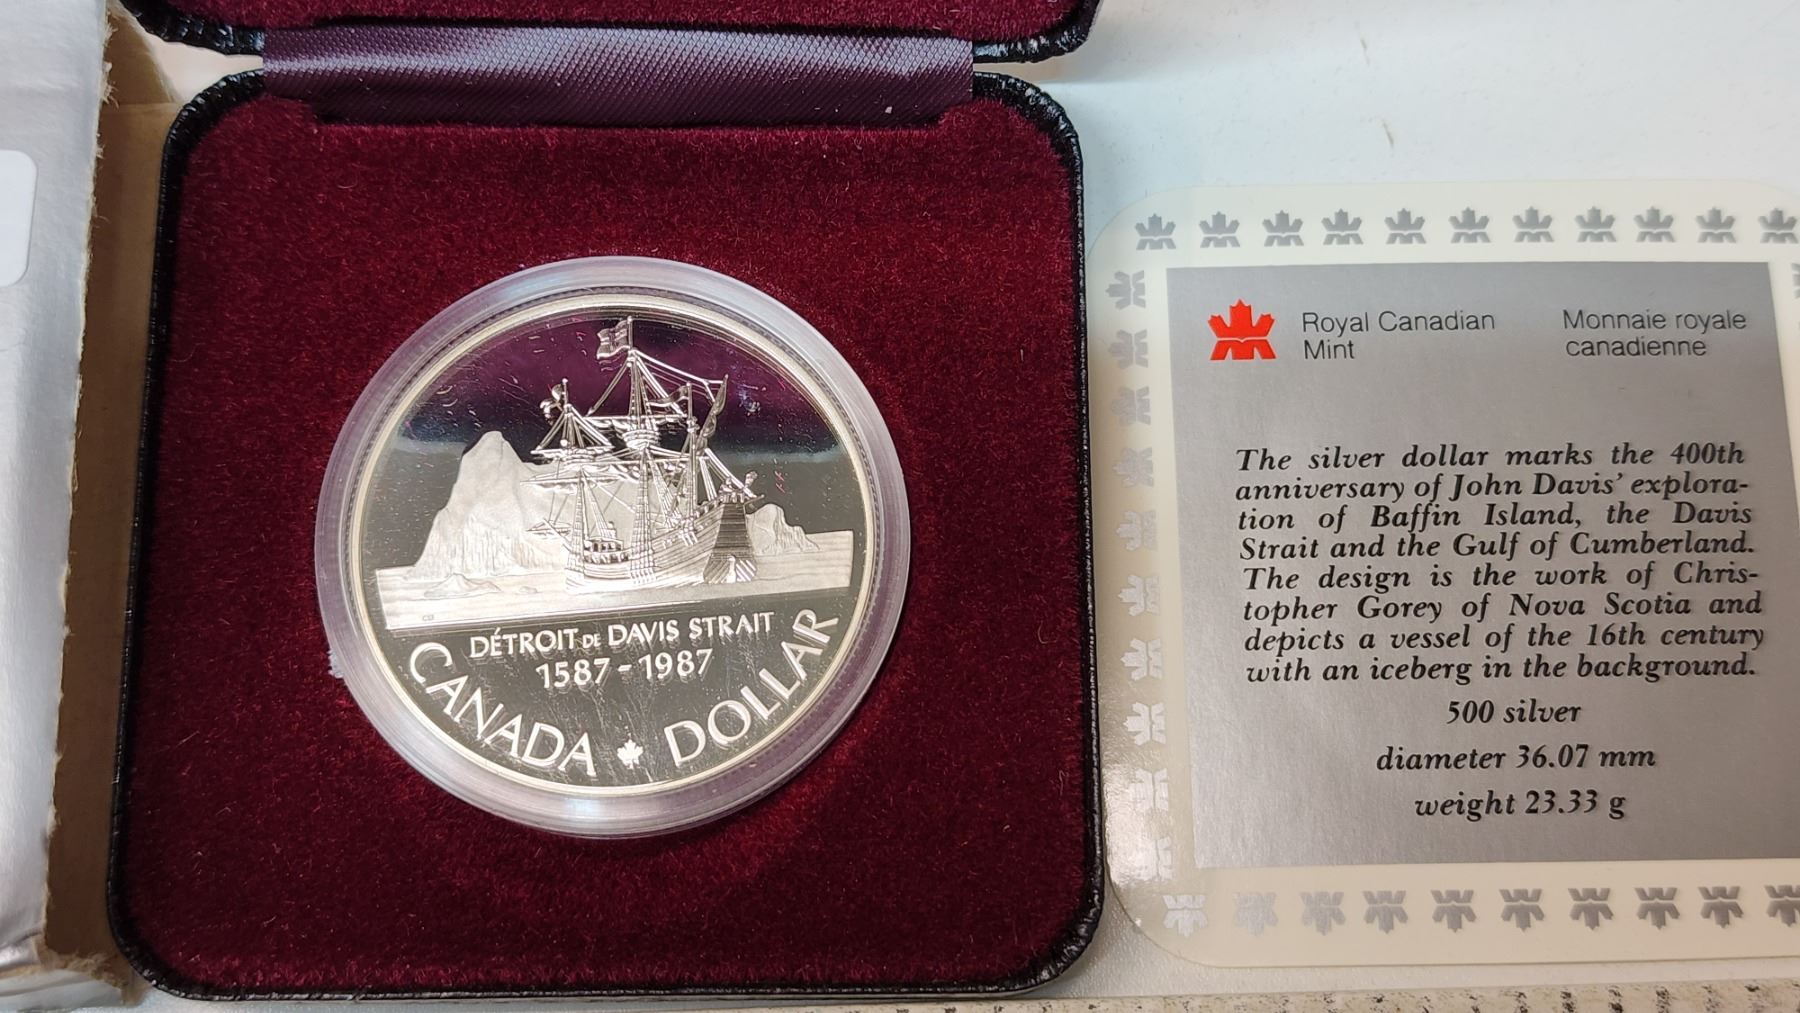 DÉTROIT DE DAVIS STRAIT
1587-1987
CANADA DOLLAR
Royal Canadian
Mint
Monnaie royale
canadienne
The silver dollar marks the 400th
anniversary of John Davis' explora-
tion of Baffin Island, the Davis
Strait and the Gulf of Cumberland.
The design is the work of Chris-
topher Gorey of Nova Scotia and
depicts a vessel of the 16th century
with an iceberg in the background.
500 silver
diameter 36.07 mm
weight 23.33 g